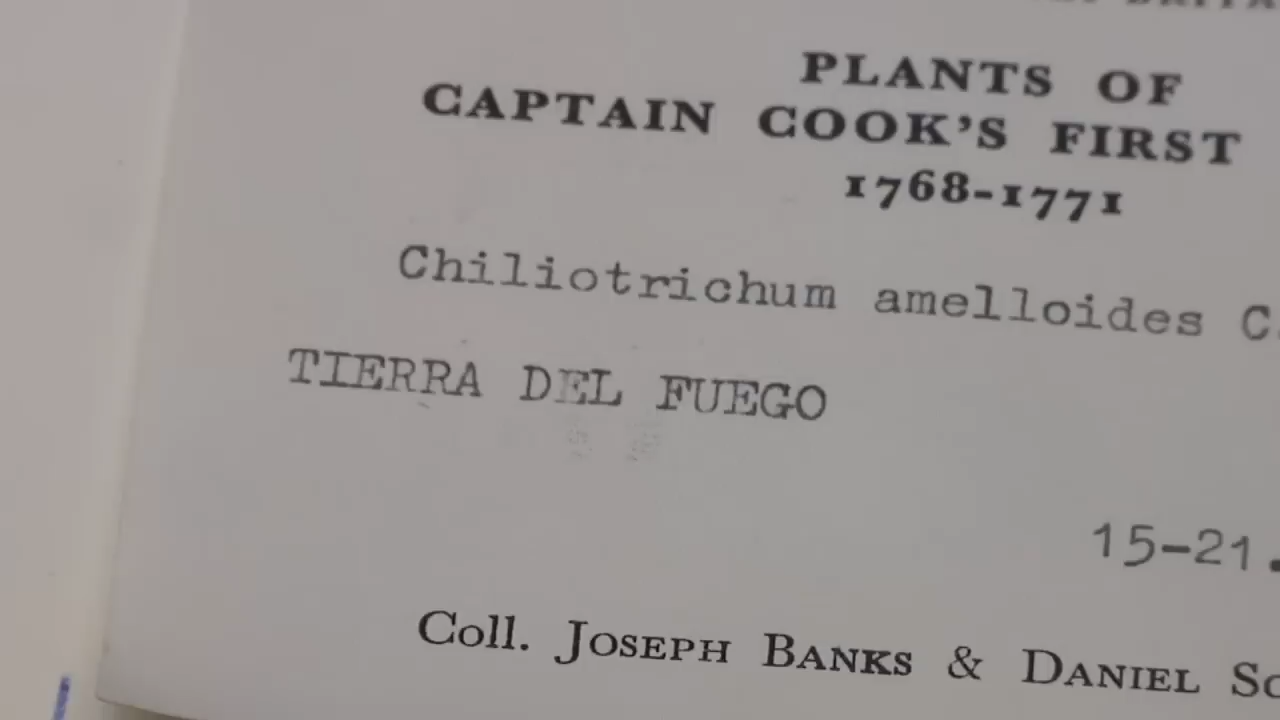 PLANTS OF
CAPTAIN COOK'S FIRST
1768-1771
Chiliotrichum amelloides C
TIERRA DEL FUEGO
15-21.
Coll. JOSEPH BANKS & DANIEL